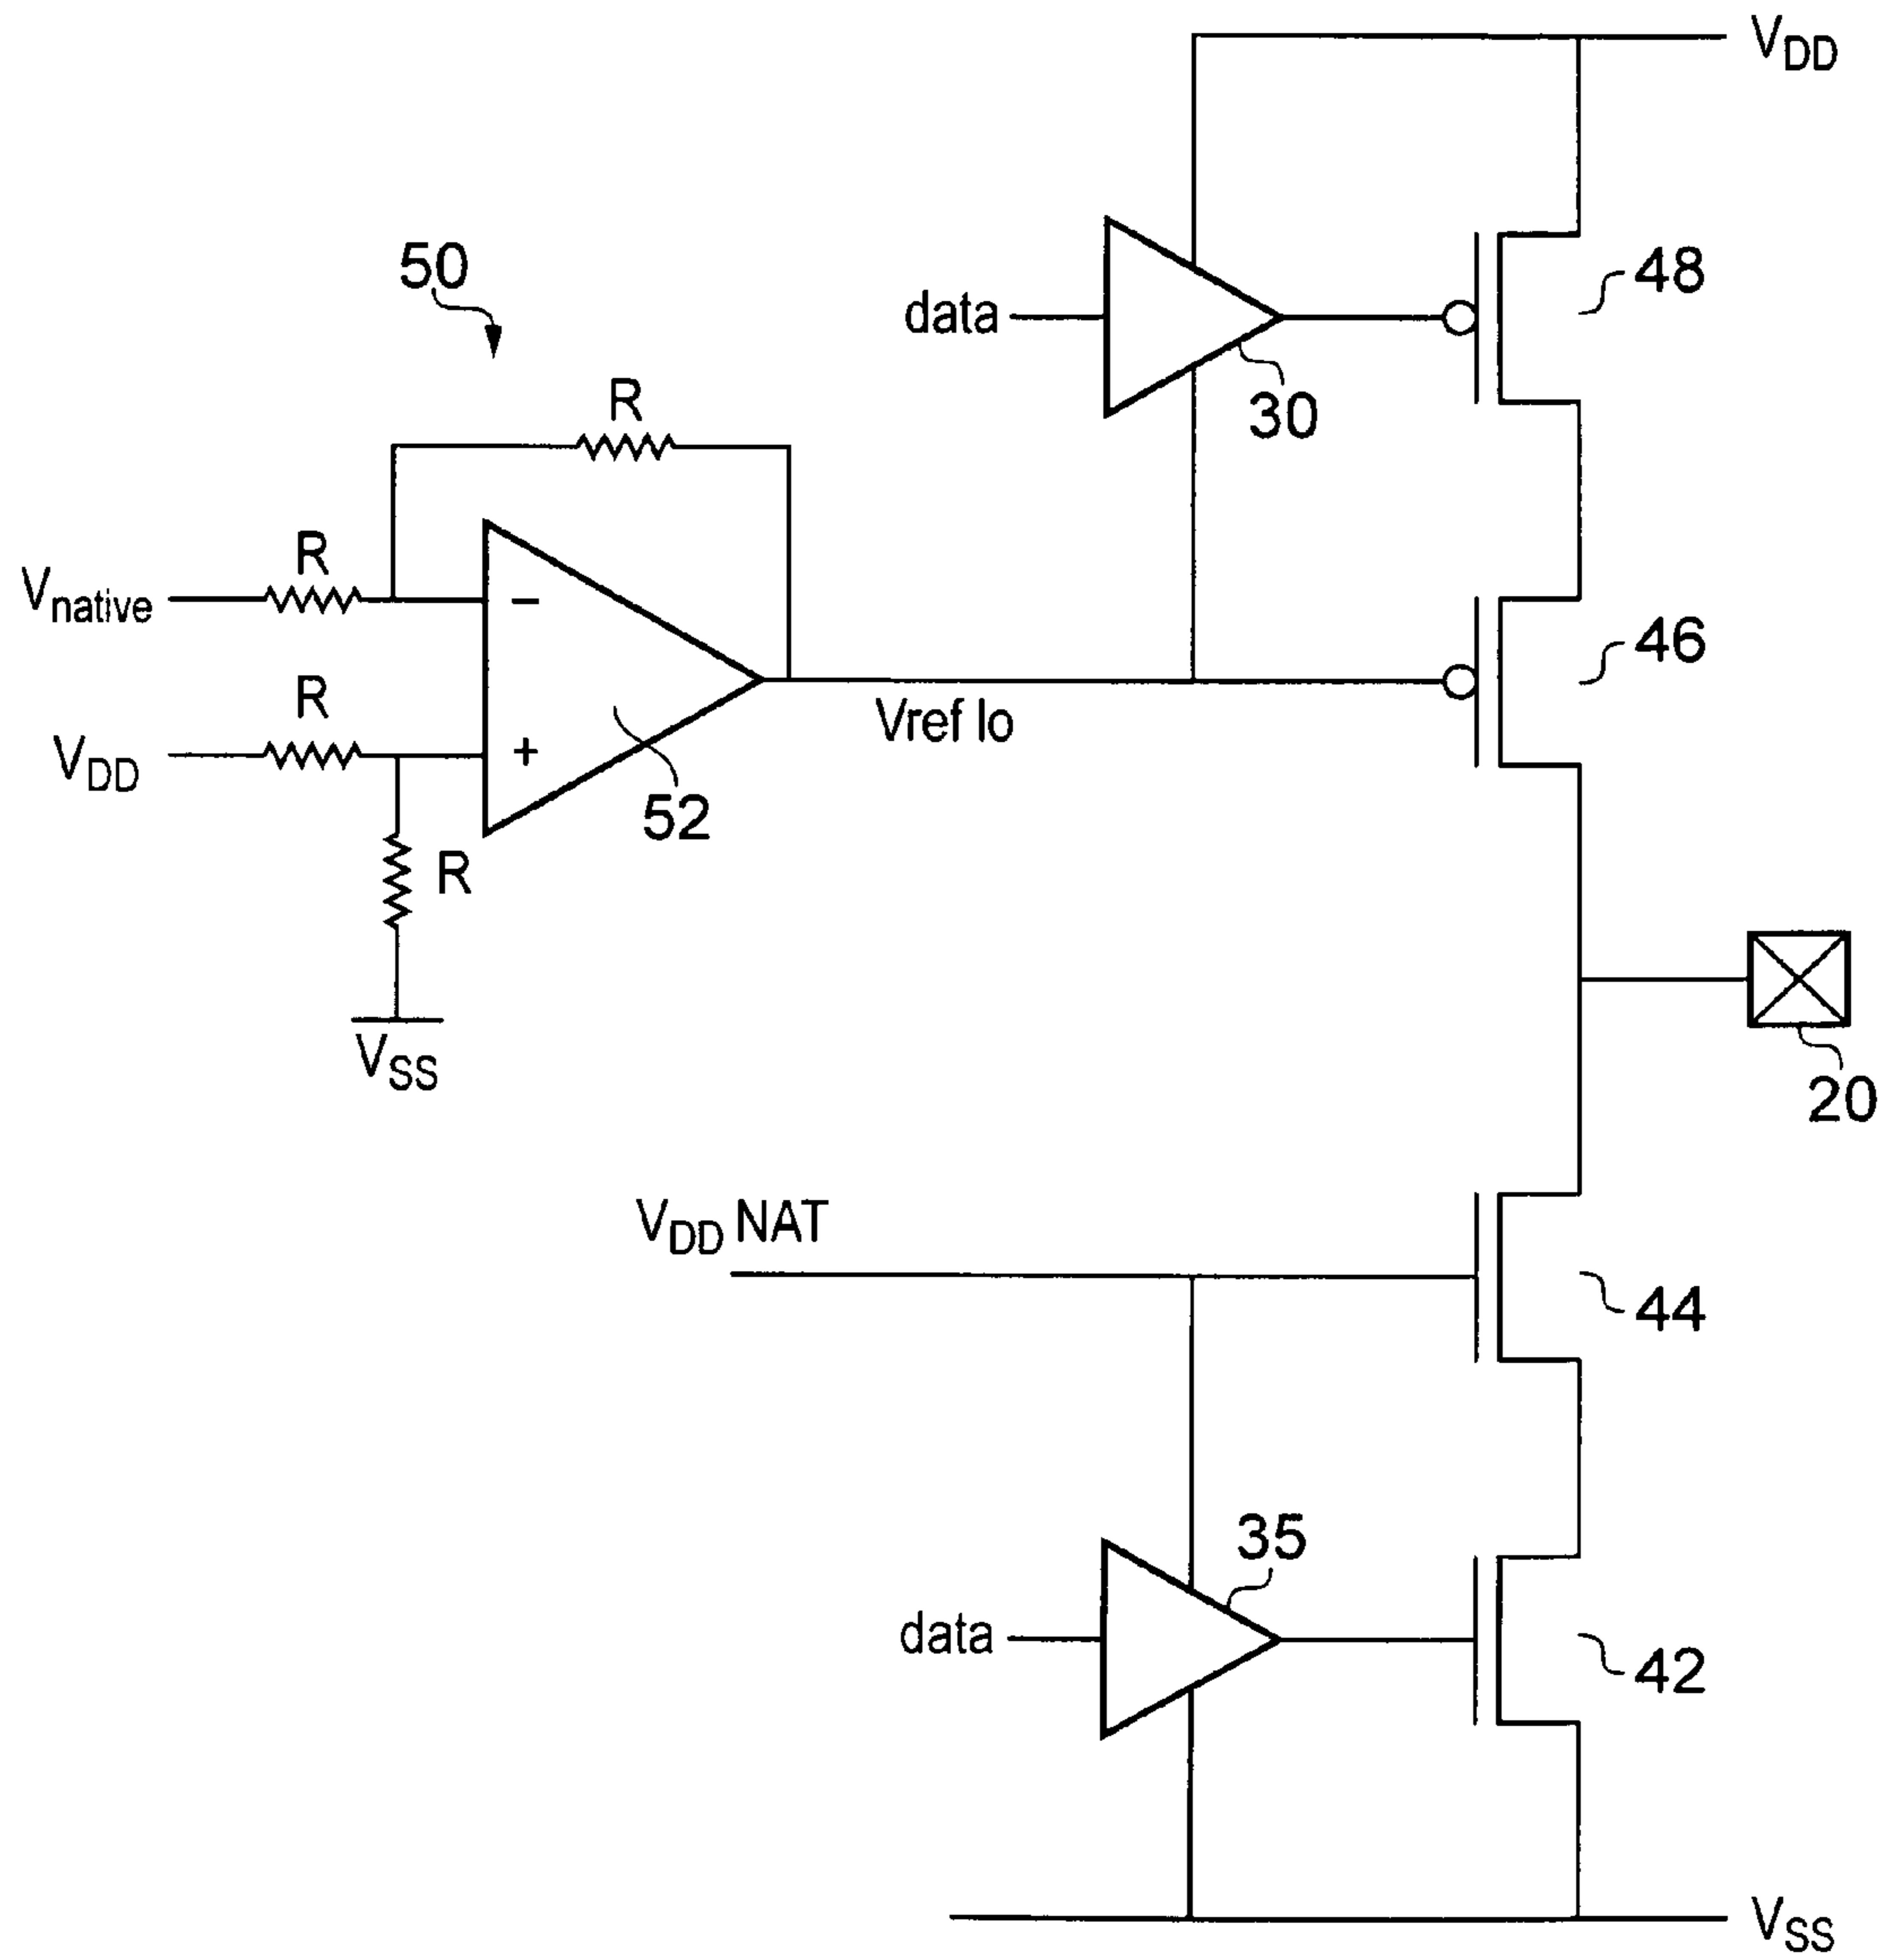 VDD
50
48
data
30
R
R
Vnative
−
46
R
Vref lo
VDD
+
52
R
VSS
20
VDD NAT
44
35
data
42
VSS